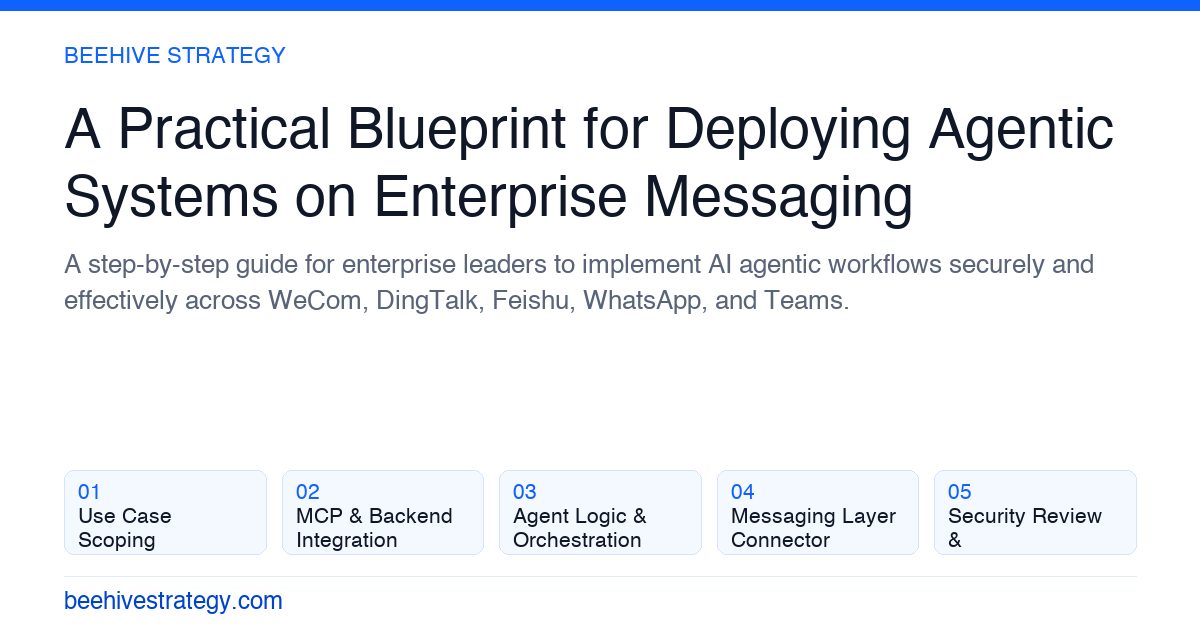 BEEHIVE STRATEGY
A Practical Blueprint for Deploying Agentic
Systems on Enterprise Messaging
A step-by-step guide for enterprise leaders to implement AI agentic workflows securely and
effectively across WeCom, DingTalk, Feishu, WhatsApp, and Teams.
01
Use Case
Scoping
02
MCP & Backend
Integration
03
Agent Logic &
Orchestration
04
Messaging Layer
Connector
05
Security Review
&
beehivestrategy.com